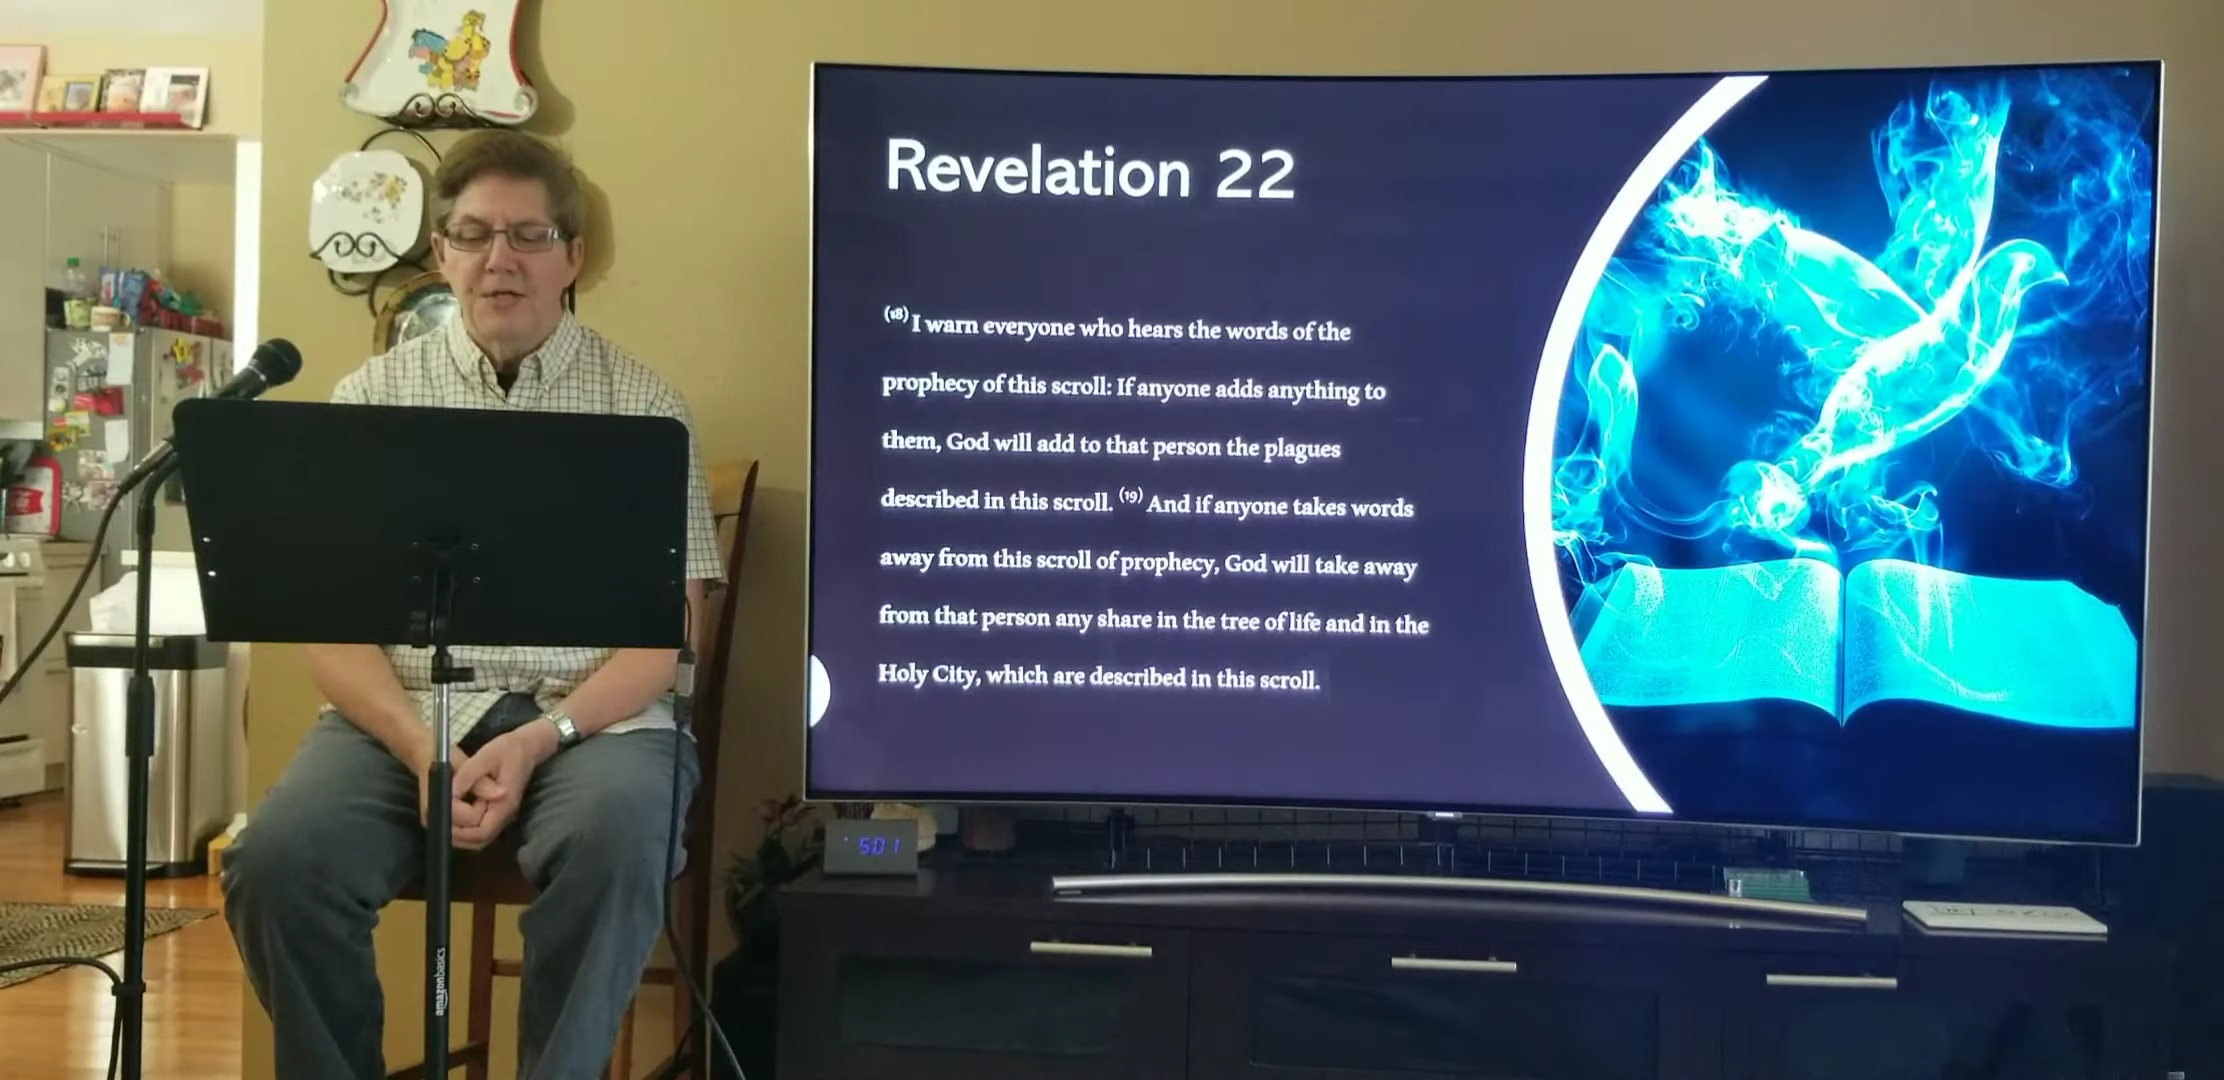 Revelation 22
(18) I warn everyone who hears the words of the
prophecy of this scroll: If anyone adds anything to
them, God will add to that person the plagues
described in this scroll. (19) And if anyone takes words
away from this scroll of prophecy, God will take away
from that person any share in the tree of life and in the
Holy City, which are described in this scroll.
501
amazonbasics